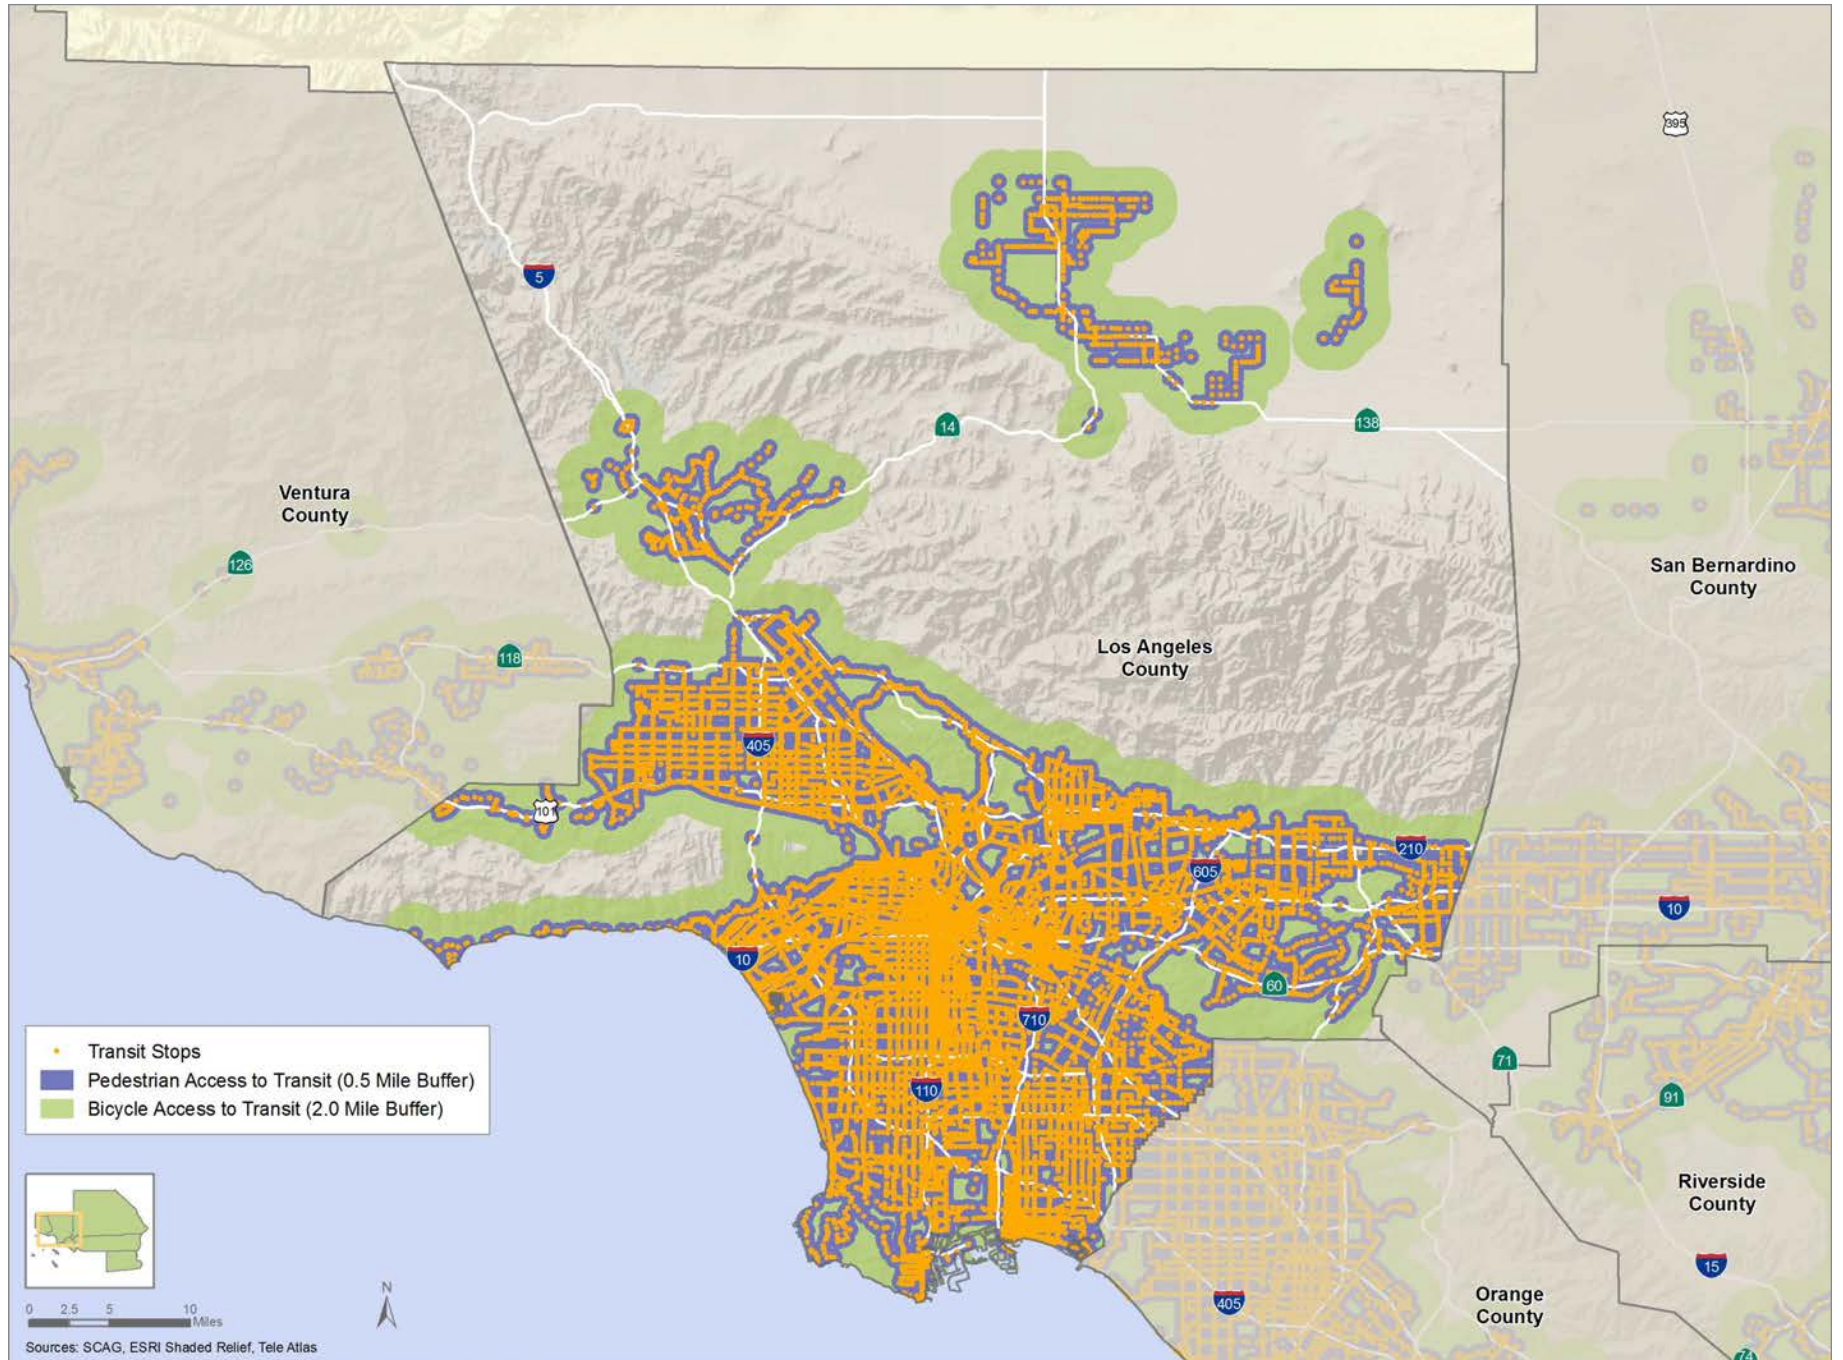 395
5
14
138
Ventura
County
126
San Bernardino
County
118
Los Angeles
County
405
101
210
605
10
10
60
710
Transit Stops
Pedestrian Access to Transit (0.5 Mile Buffer)
Bicycle Access to Transit (2.0 Mile Buffer)
71
110
91
Riverside
County
N
15
Orange
County
405
0 2.5 5 10
Miles
Sources: SCAG, ESRI Shaded Relief, Tele Atlas
74